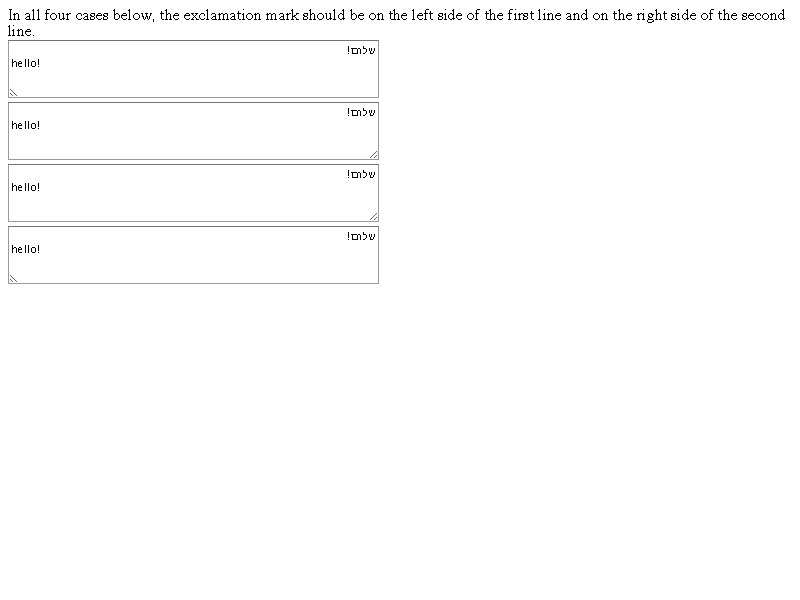 In all four cases below, the exclamation mark should be on the left side of the first line and on the right side of the second
line.
שלום!
hello!
שלום!
hello!
שלום!
hello!
שלום!
hello!